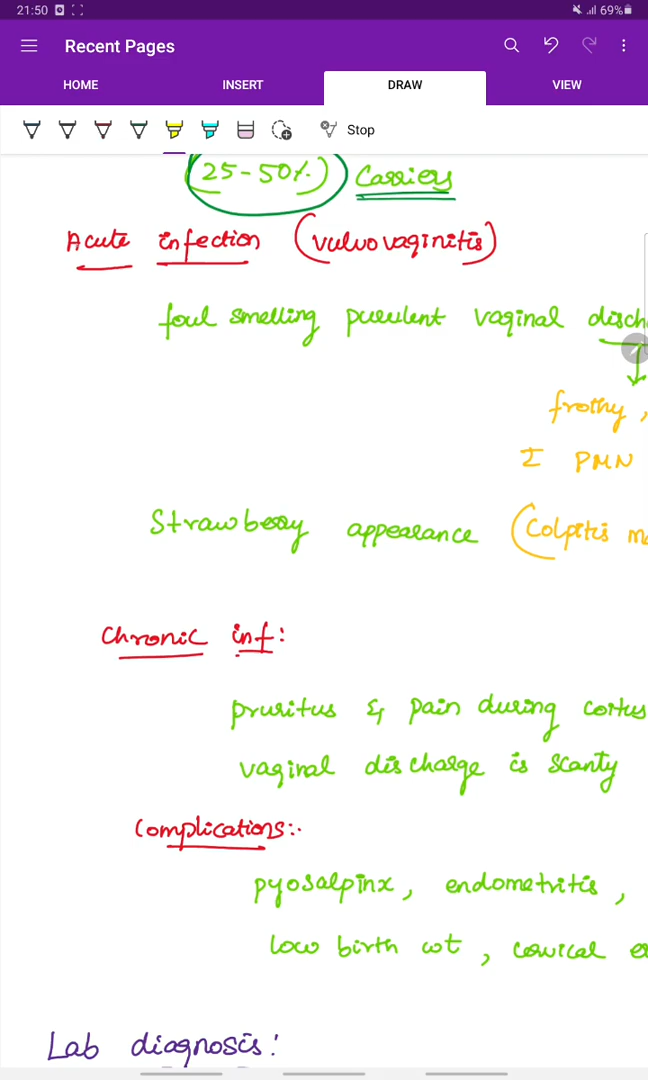 21:50 69%
Recent Pages
HOME INSERT DRAW VIEW
Stop
(25-50%) Carriers
Acute infection (vulvovaginitis)
foul smelling purulent vaginal disch
frothy,
PMN
Strawberry appearance (Colpitis m
Chronic inf:
pruritus & pain during coitus
vaginal discharge is scanty
Complications:-
pyosalpinx, endometritis,
low birth wt, cervical e
Lab diagnosis: